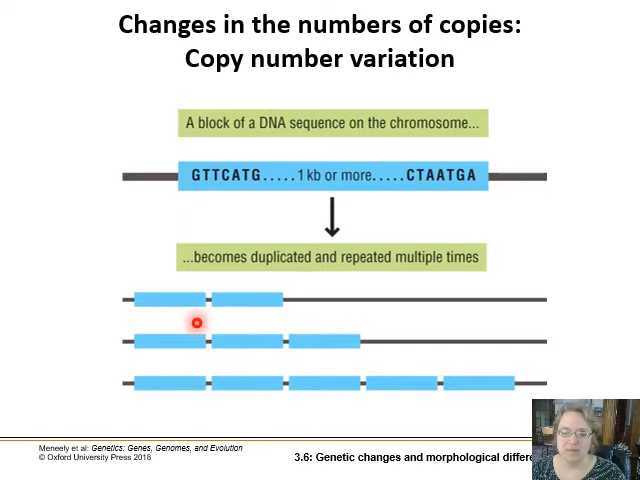 Changes in the numbers of copies:
Copy number variation
A block of a DNA sequence on the chromosome...
GTTCATG.....1 kb or more.....CTAATGA
...becomes duplicated and repeated multiple times
Meneely et al: Genetics: Genes, Genomes, and Evolution
© Oxford University Press 2018
3.6: Genetic changes and morphological